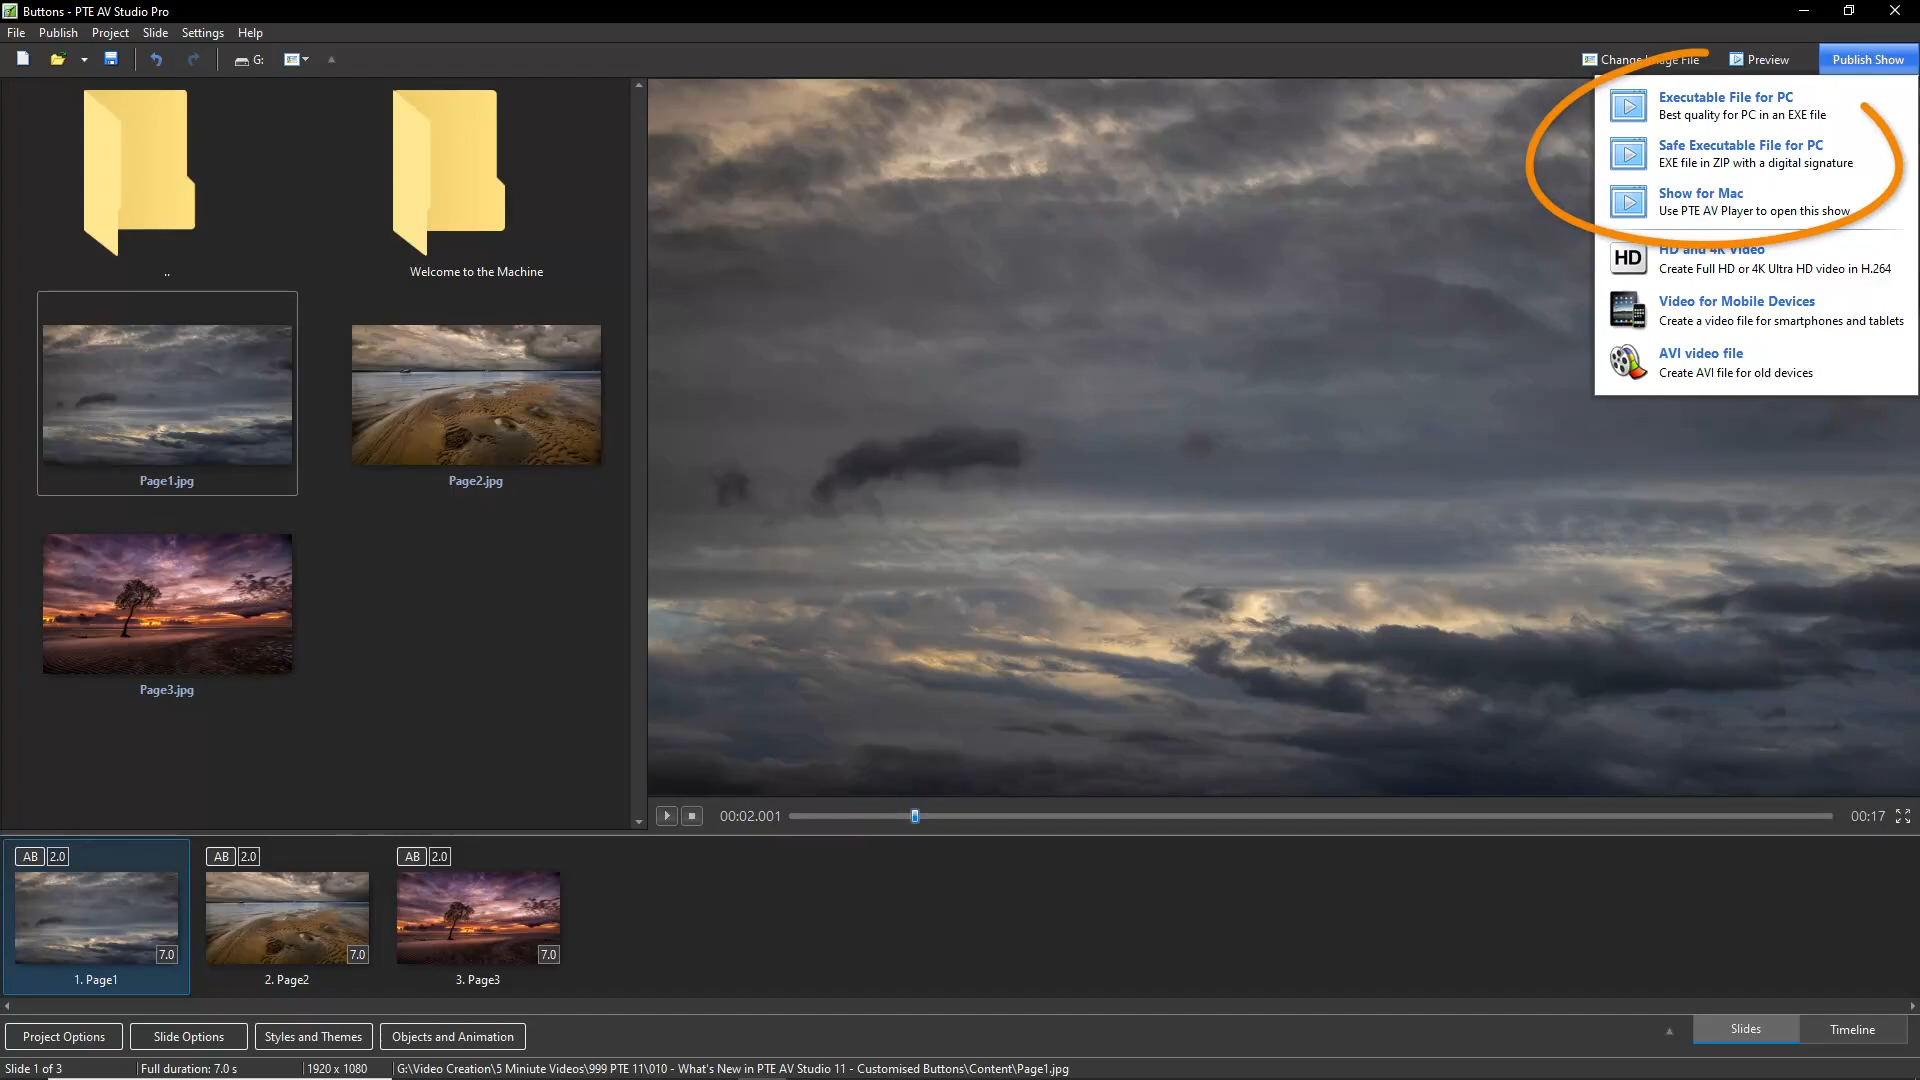 Buttons - PTE AV Studio Pro
File Publish Project Slide Settings Help
G:
Change Image File Preview Publish Show
Executable File for PC
Best quality for PC in an EXE file
Safe Executable File for PC
EXE file in ZIP with a digital signature
Show for Mac
Use PTE AV Player to open this show
HD and 4K Video
HD
Create Full HD or 4K Ultra HD video in H.264
Video for Mobile Devices
Create a video file for smartphones and tablets
AVI video file
Create AVI file for old devices
..
Welcome to the Machine
Page1.jpg
Page2.jpg
Page3.jpg
00:02.001
00:17
AB 2.0
AB 2.0
AB 2.0
7.0
7.0
7.0
1. Page1
2. Page2
3. Page3
Project Options
Slide Options
Styles and Themes
Objects and Animation
Slides
Timeline
Slide 1 of 3
Full duration: 7.0 s
1920 x 1080
G:\Video Creation\5 Miniute Videos\999 PTE 11\010 - What's New in PTE AV Studio 11 - Customised Buttons\Content\Page1.jpg